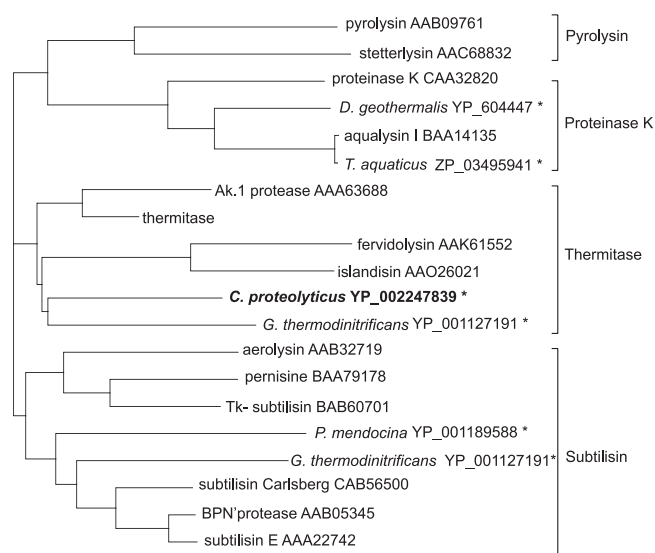 pyrolysin AAB09761
stetterlysin AAC68832
Pyrolysin
proteinase K CAA32820
D. geothermalis YP_604447 *
aqualysin I BAA14135
T. aquaticus ZP_03495941 *
Proteinase K
Ak.1 protease AAA63688
thermitase
fervidolysin AAK61552
islandisin AAO26021
C. proteolyticus YP_002247839 *
G. thermodinitrificans YP_001127191 *
Thermitase
aerolysin AAB32719
pernisine BAA79178
Tk- subtilisin BAB60701
P. mendocina YP_001189588 *
G. thermodinitrificans YP_001127191*
subtilisin Carlsberg CAB56500
BPN'protease AAB05345
subtilisin E AAA22742
Subtilisin